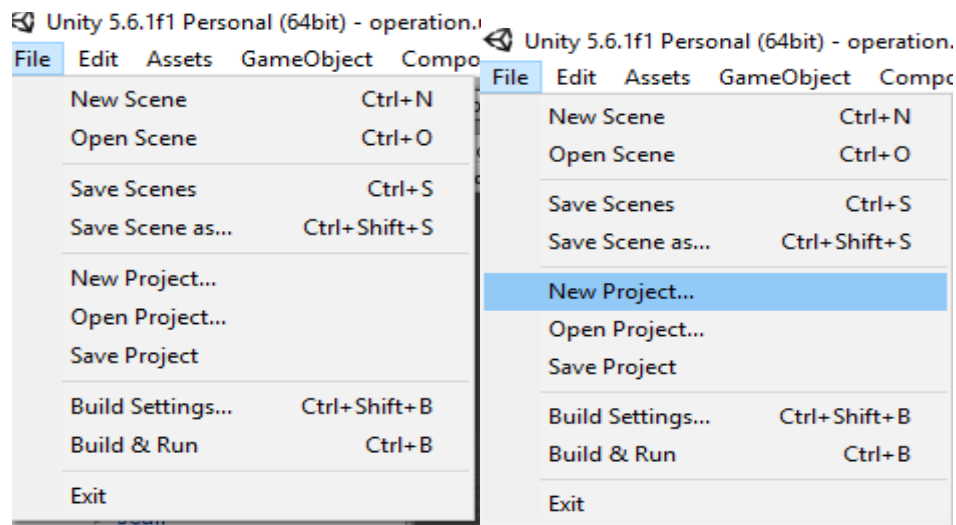 Unity 5.6.1f1 Personal (64bit) - operation.
File Edit Assets GameObject Compo
New Scene Ctrl+N
Open Scene Ctrl+O
Save Scenes Ctrl+S
Save Scene as... Ctrl+Shift+S
New Project...
Open Project...
Save Project
Build Settings... Ctrl+Shift+B
Build & Run Ctrl+B
Exit
Unity 5.6.1f1 Personal (64bit) - operation.
File Edit Assets GameObject Compo
New Scene Ctrl+N
Open Scene Ctrl+O
Save Scenes Ctrl+S
Save Scene as... Ctrl+Shift+S
New Project...
Open Project...
Save Project
Build Settings... Ctrl+Shift+B
Build & Run Ctrl+B
Exit